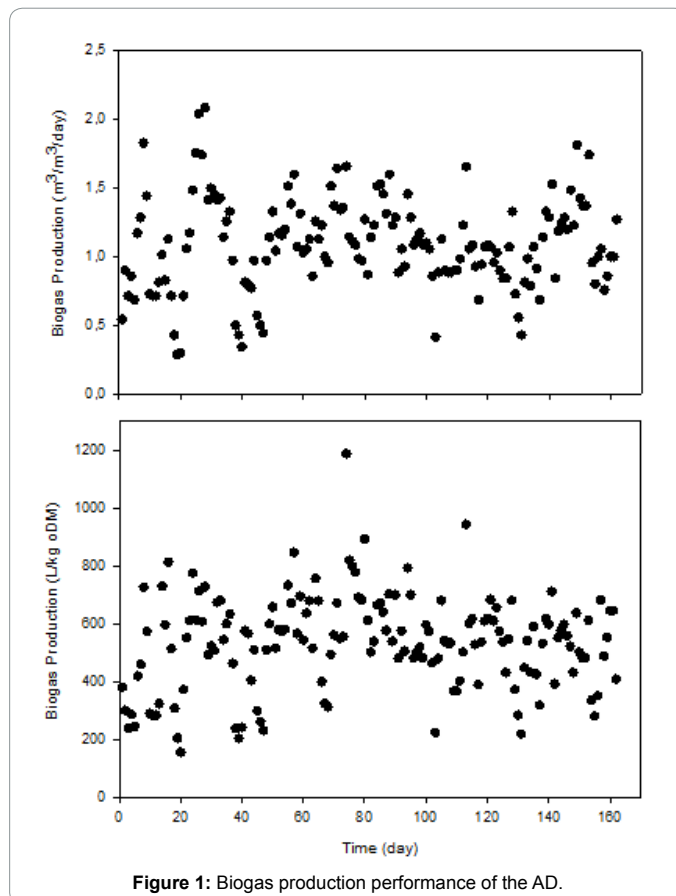 2,5
2,0
1,5
1,0
0,5
0,0
Biogas Production (m³/m³/day)
1200
1000
800
600
400
200
0
Biogas Production (L/kg oDM)
0 20 40 60 80 100 120 140 160
Time (day)
Figure 1: Biogas production performance of the AD.